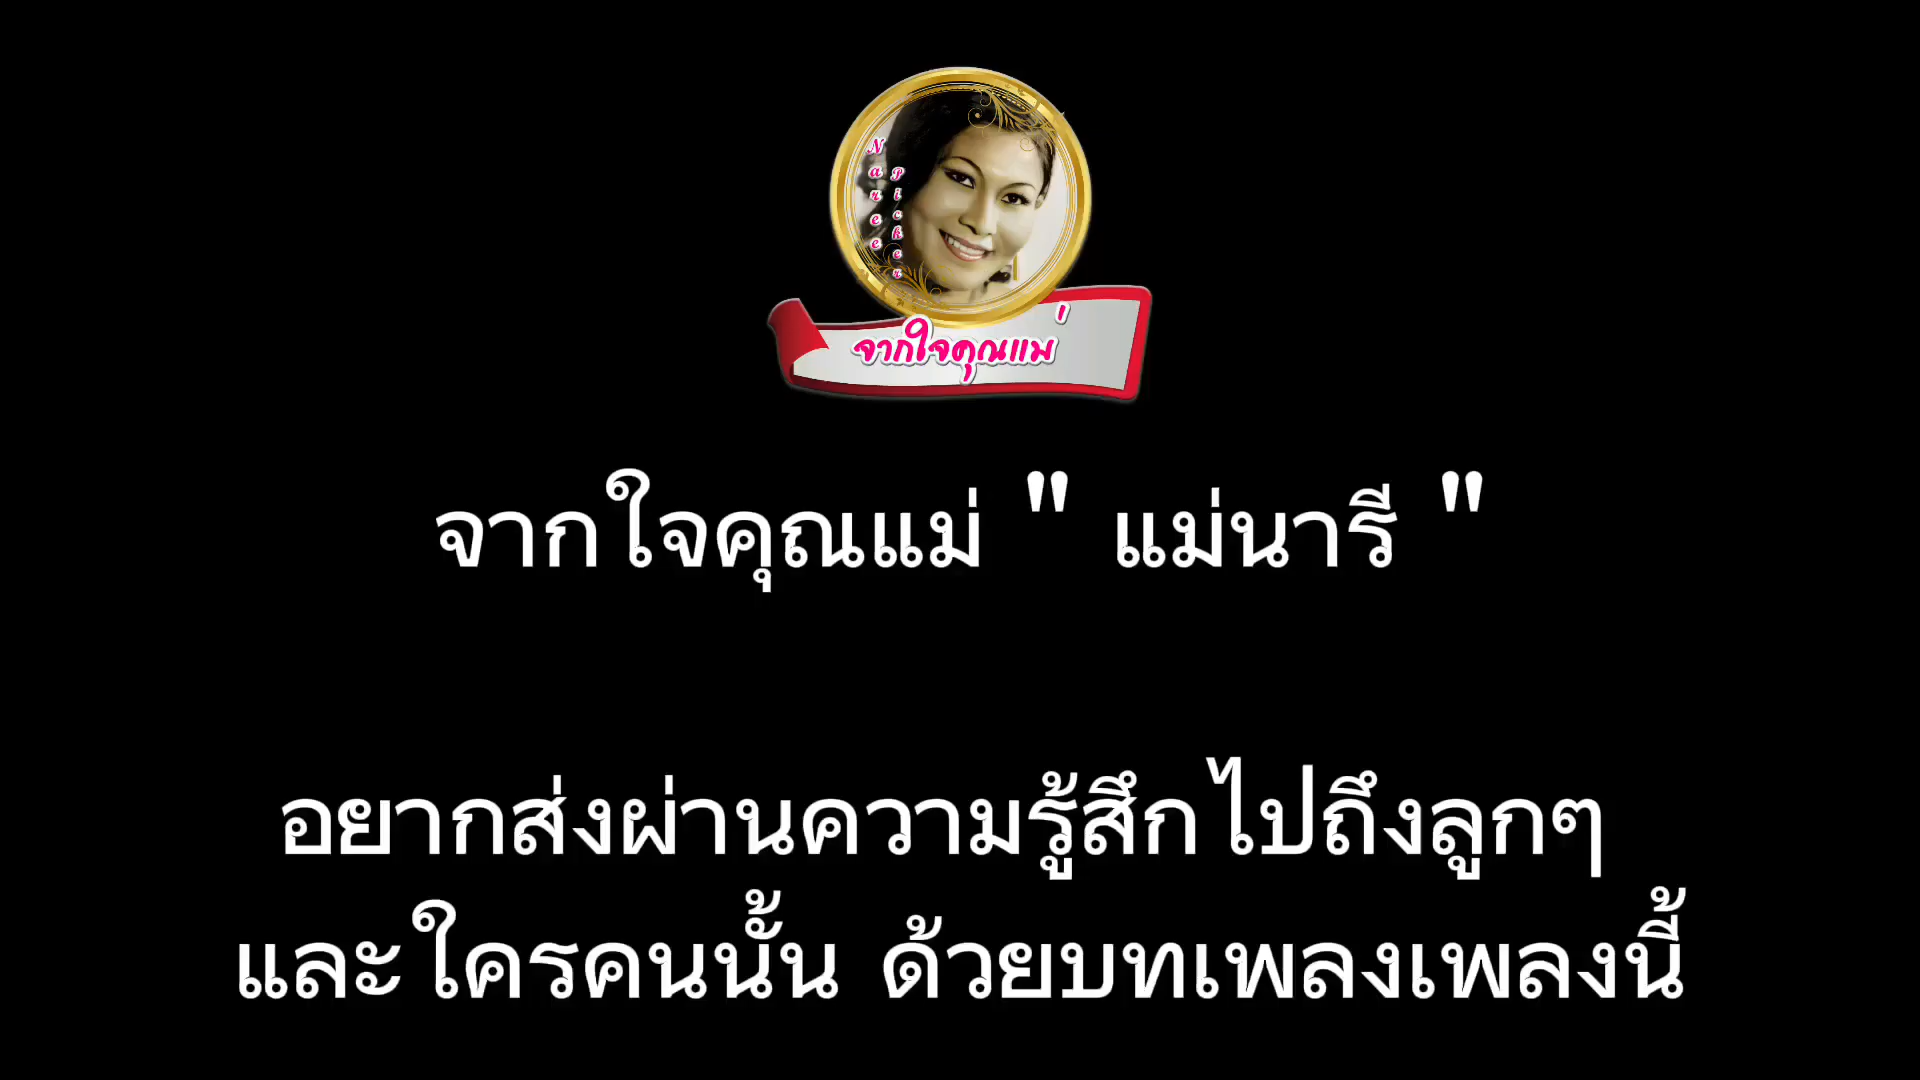 Naree
Picker
จากใจคุณแม่
จากใจคุณแม่ " แม่นารี "
อยากส่งผ่านความรู้สึกไปถึงลูกๆ
และใครคนนั้น ด้วยบทเพลงเพลงนี้